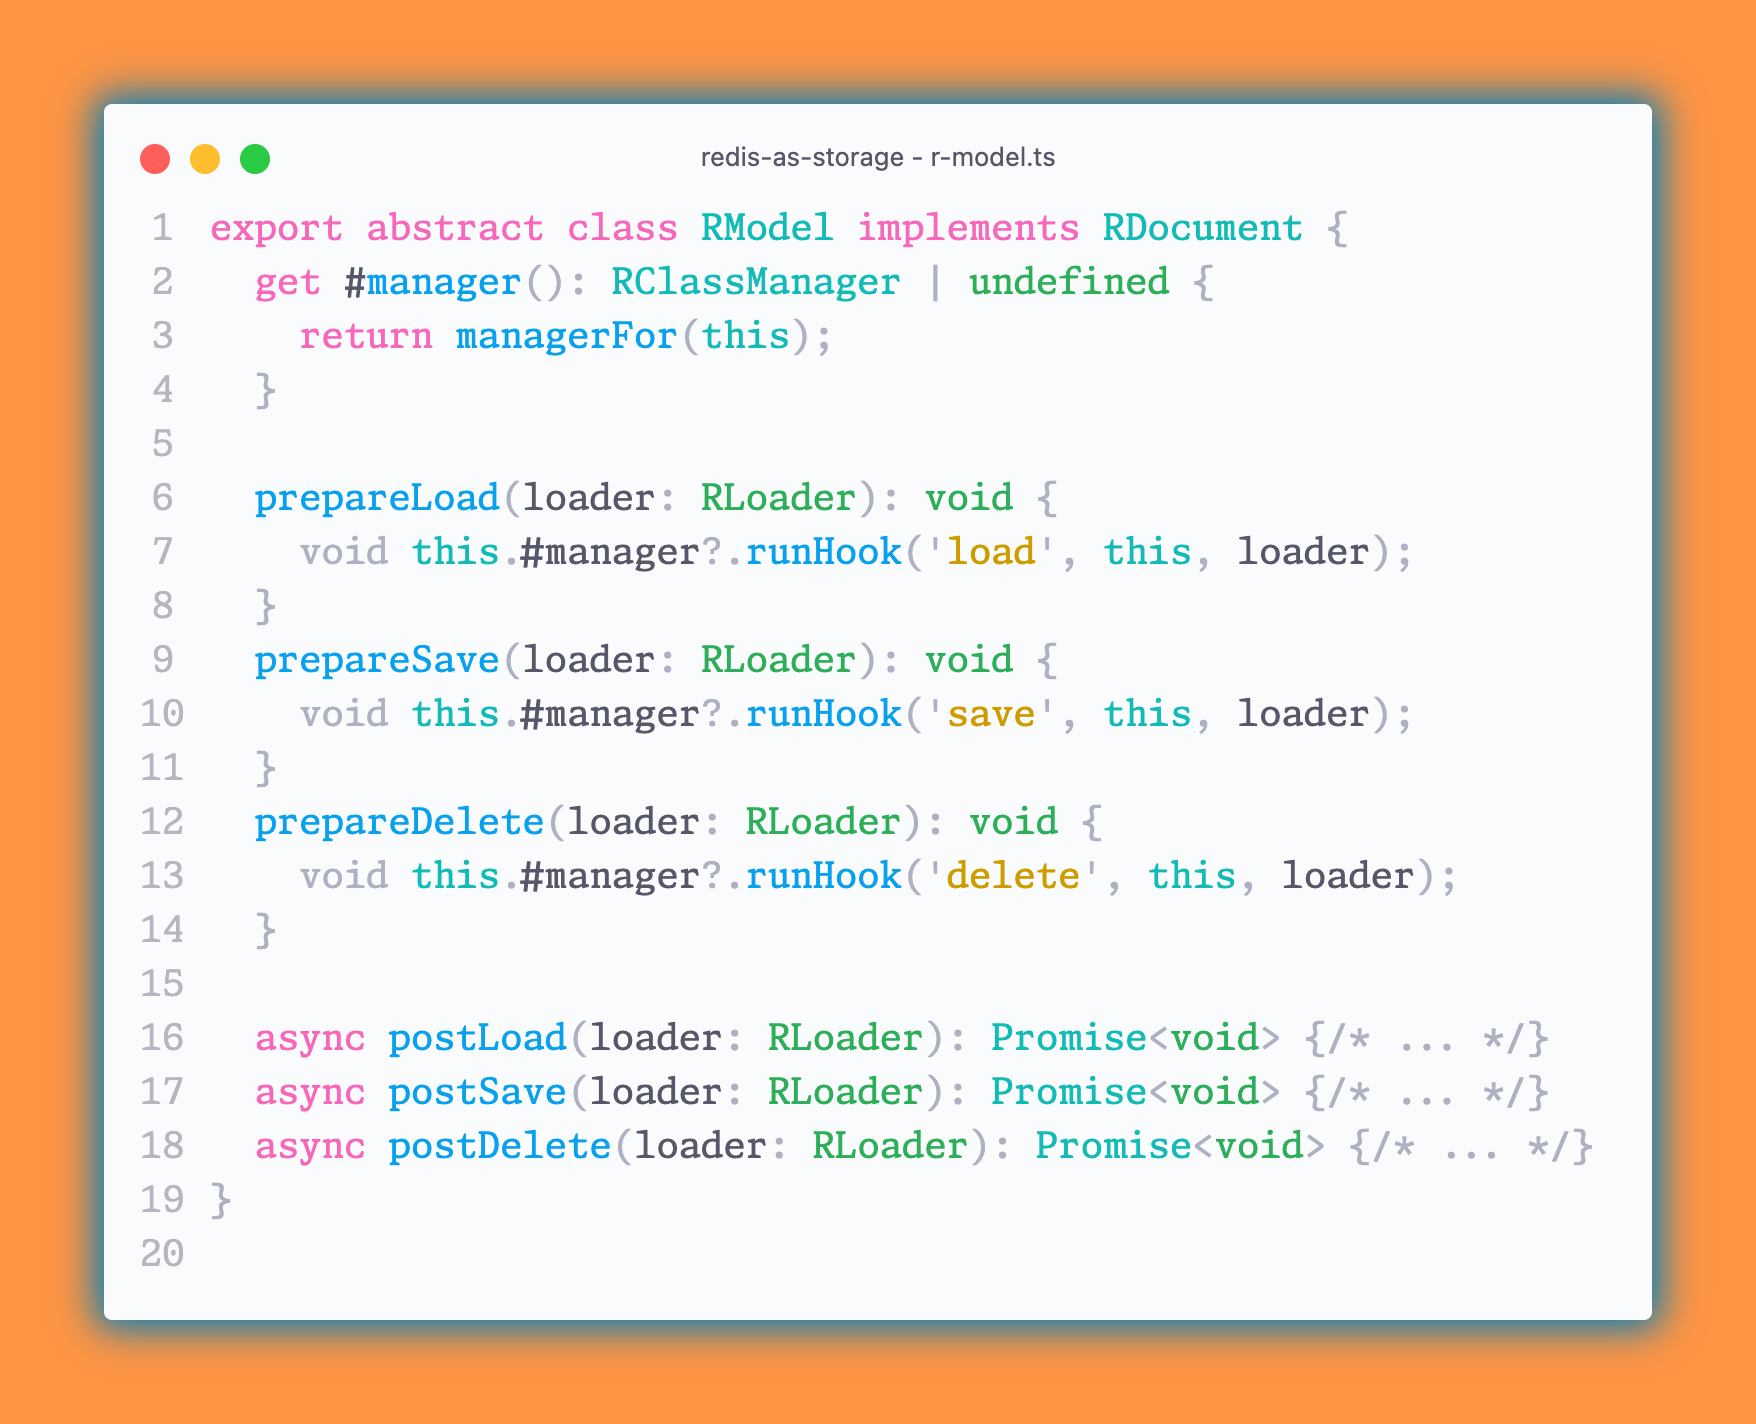 redis-as-storage - r-model.ts
1 export abstract class RModel implements RDocument {
2   get #manager(): RClassManager | undefined {
3     return managerFor(this);
4   }
5
6   prepareLoad(loader: RLoader): void {
7     void this.#manager?.runHook('load', this, loader);
8   }
9   prepareSave(loader: RLoader): void {
10     void this.#manager?.runHook('save', this, loader);
11   }
12   prepareDelete(loader: RLoader): void {
13     void this.#manager?.runHook('delete', this, loader);
14   }
15
16   async postLoad(loader: RLoader): Promise<void> {/* ... */}
17   async postSave(loader: RLoader): Promise<void> {/* ... */}
18   async postDelete(loader: RLoader): Promise<void> {/* ... */}
19 }
20